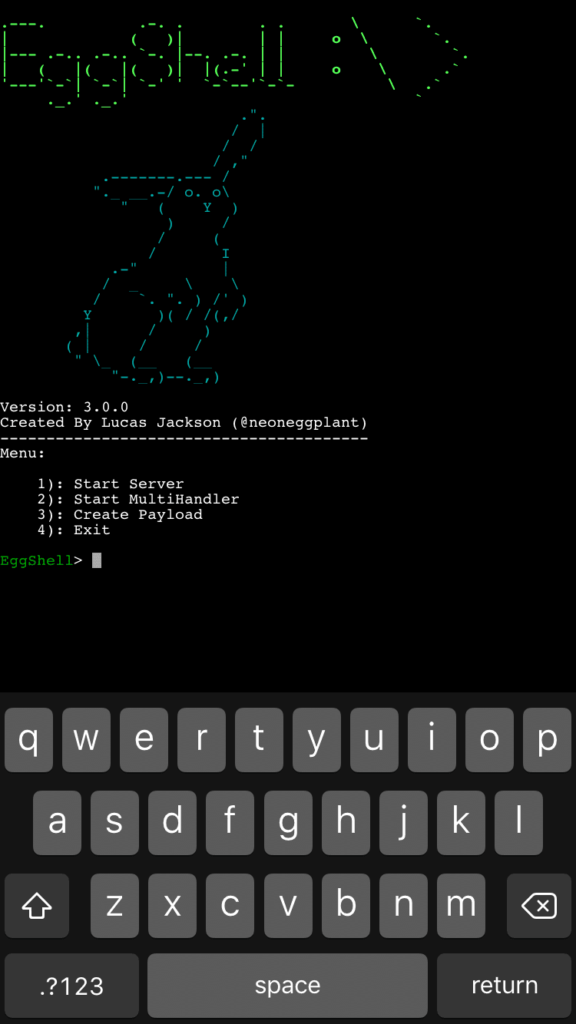 EggShell
Version: 3.0.0
Created By Lucas Jackson (@neoneggplant)
----------------------------------------
Menu:
1): Start Server
2): Start MultiHandler
3): Create Payload
4): Exit
EggShell>
q w e r t y u i o p
a s d f g h j k l
z x c v b n m
.?123 space return